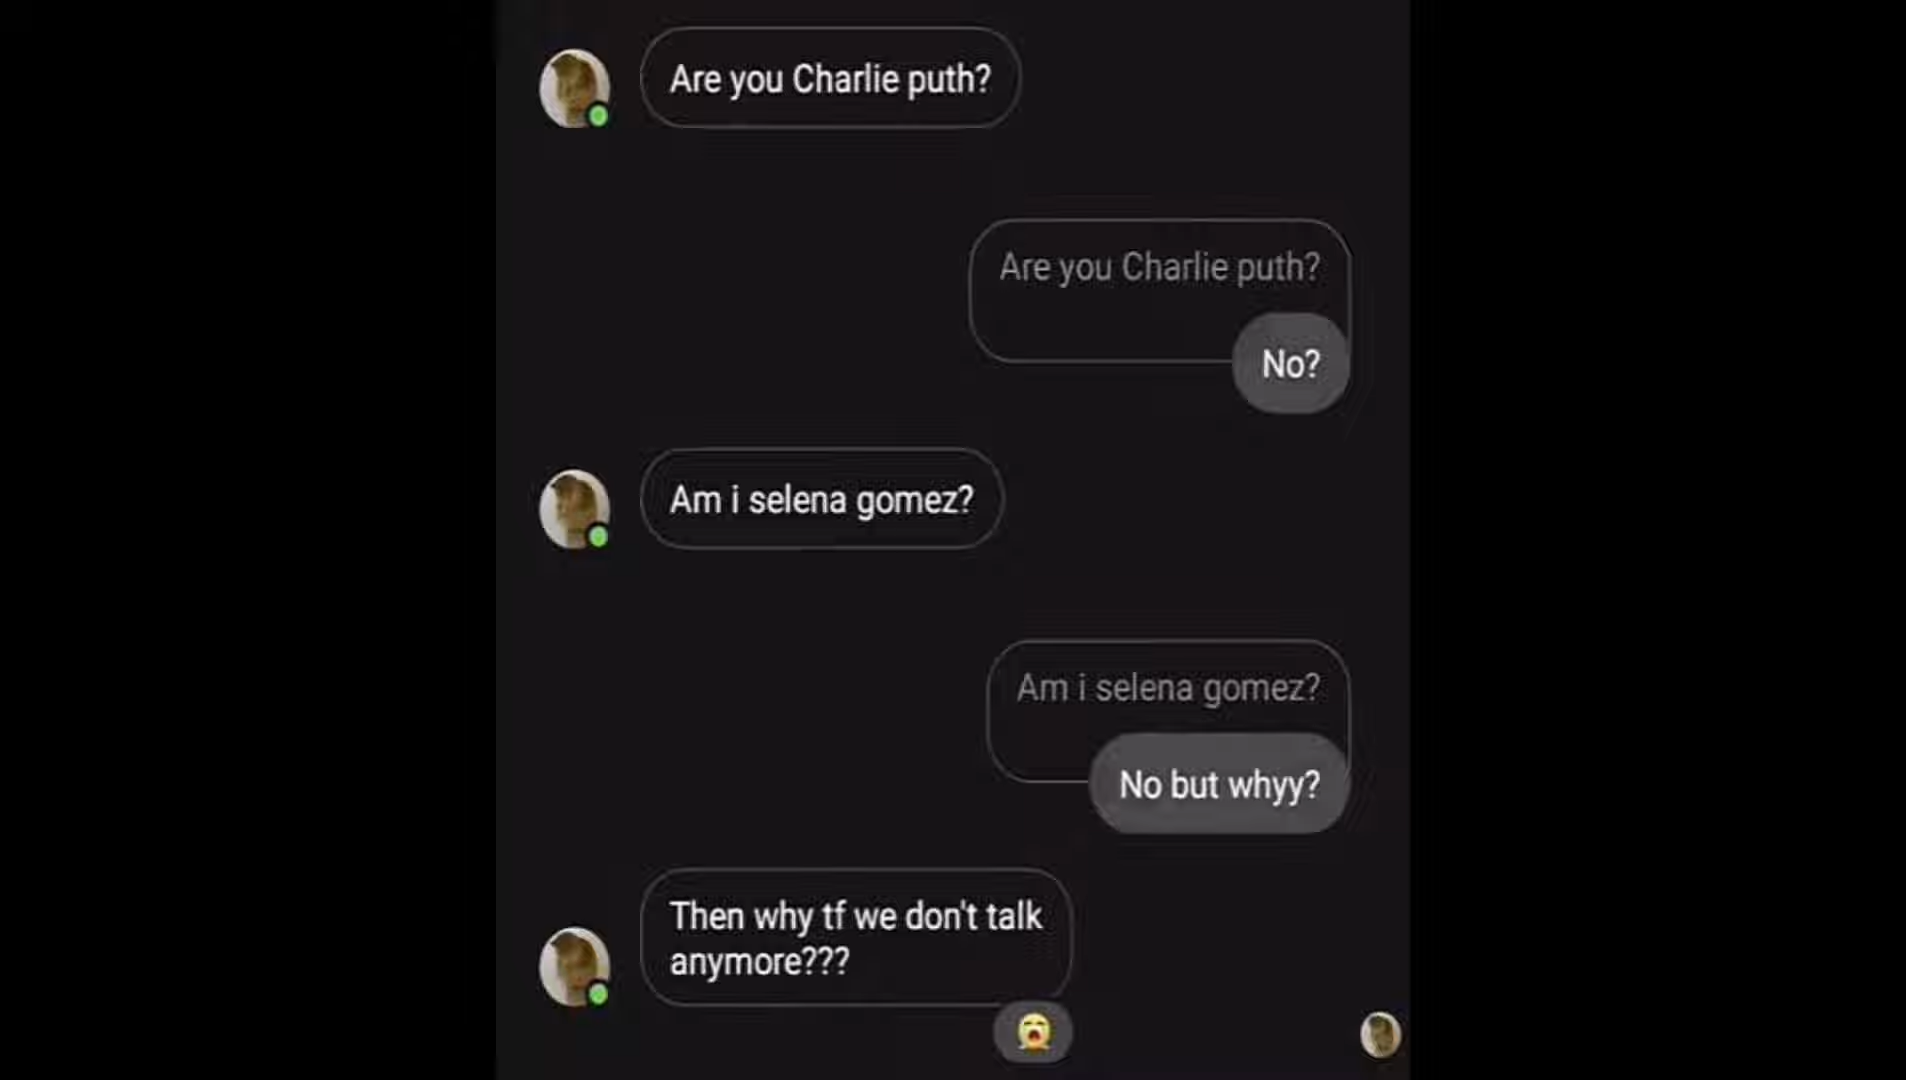 Are you Charlie puth?
Are you Charlie puth?
No?
Am i selena gomez?
Am i selena gomez?
No but whyy?
Then why tf we don't talk
anymore???